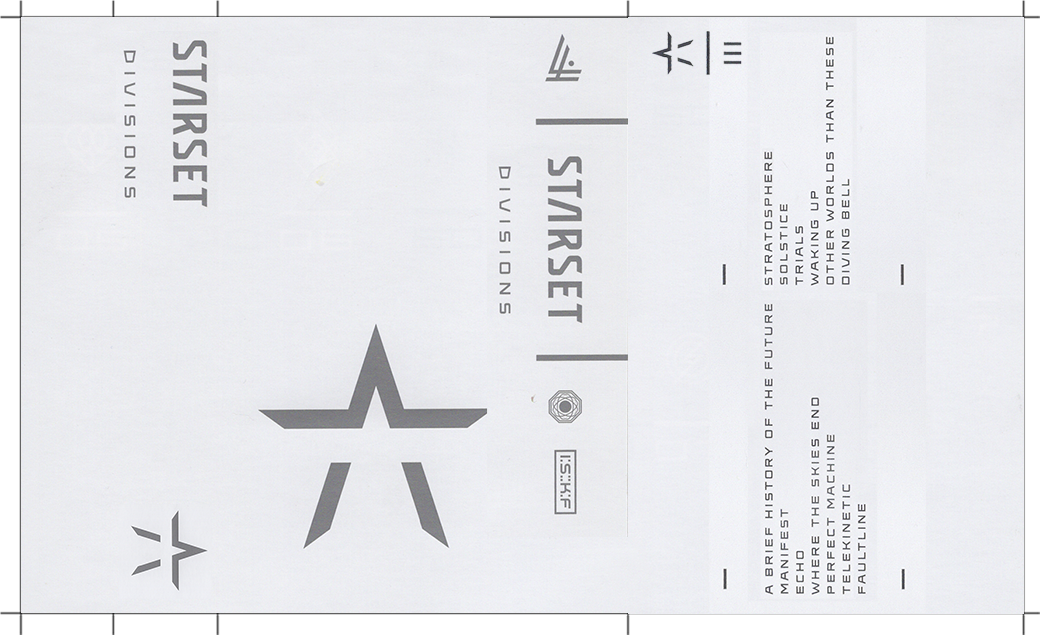 STARSET
DIVISIONS
STARSET
DIVISIONS
I:S:K:F
III
A BRIEF HISTORY OF THE FUTURE
MANIFEST
ECHO
WHERE THE SKIES END
PERFECT MACHINE
TELEKINETIC
FAULTLINE
STRATOSPHERE
SOLSTICE
TRIALS
WAKING UP
OTHER WORLDS THAN THESE
DIVING BELL